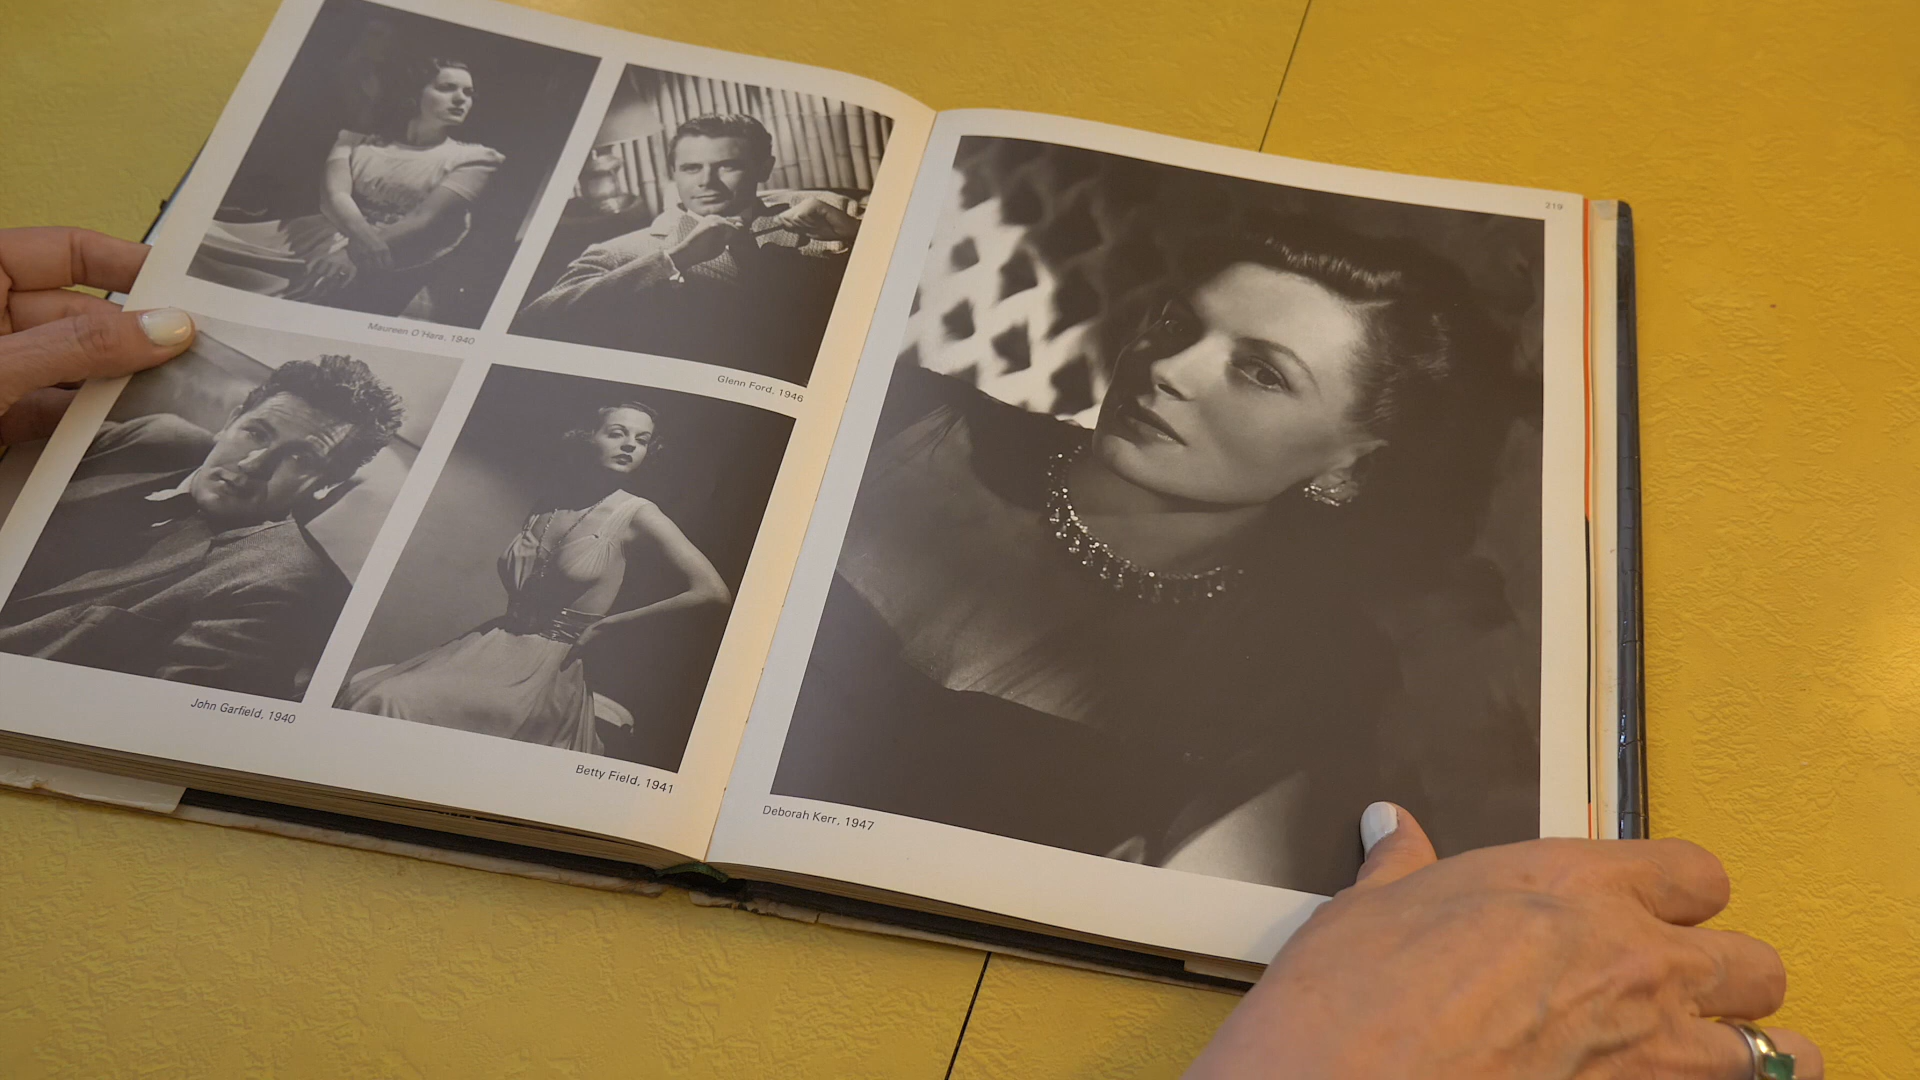 Maureen O'Hara, 1940
Glenn Ford, 1946
John Garfield, 1940
Betty Field, 1941
219
Deborah Kerr, 1947